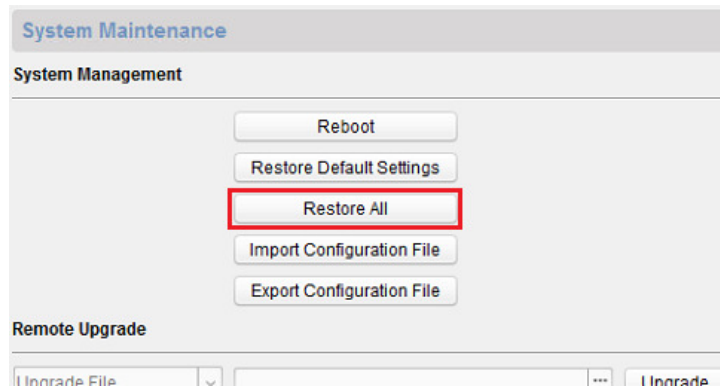 System Maintenance
System Management
Reboot
Restore Default Settings
Restore All
Import Configuration File
Export Configuration File
Remote Upgrade
Upgrade File ... Upgrade